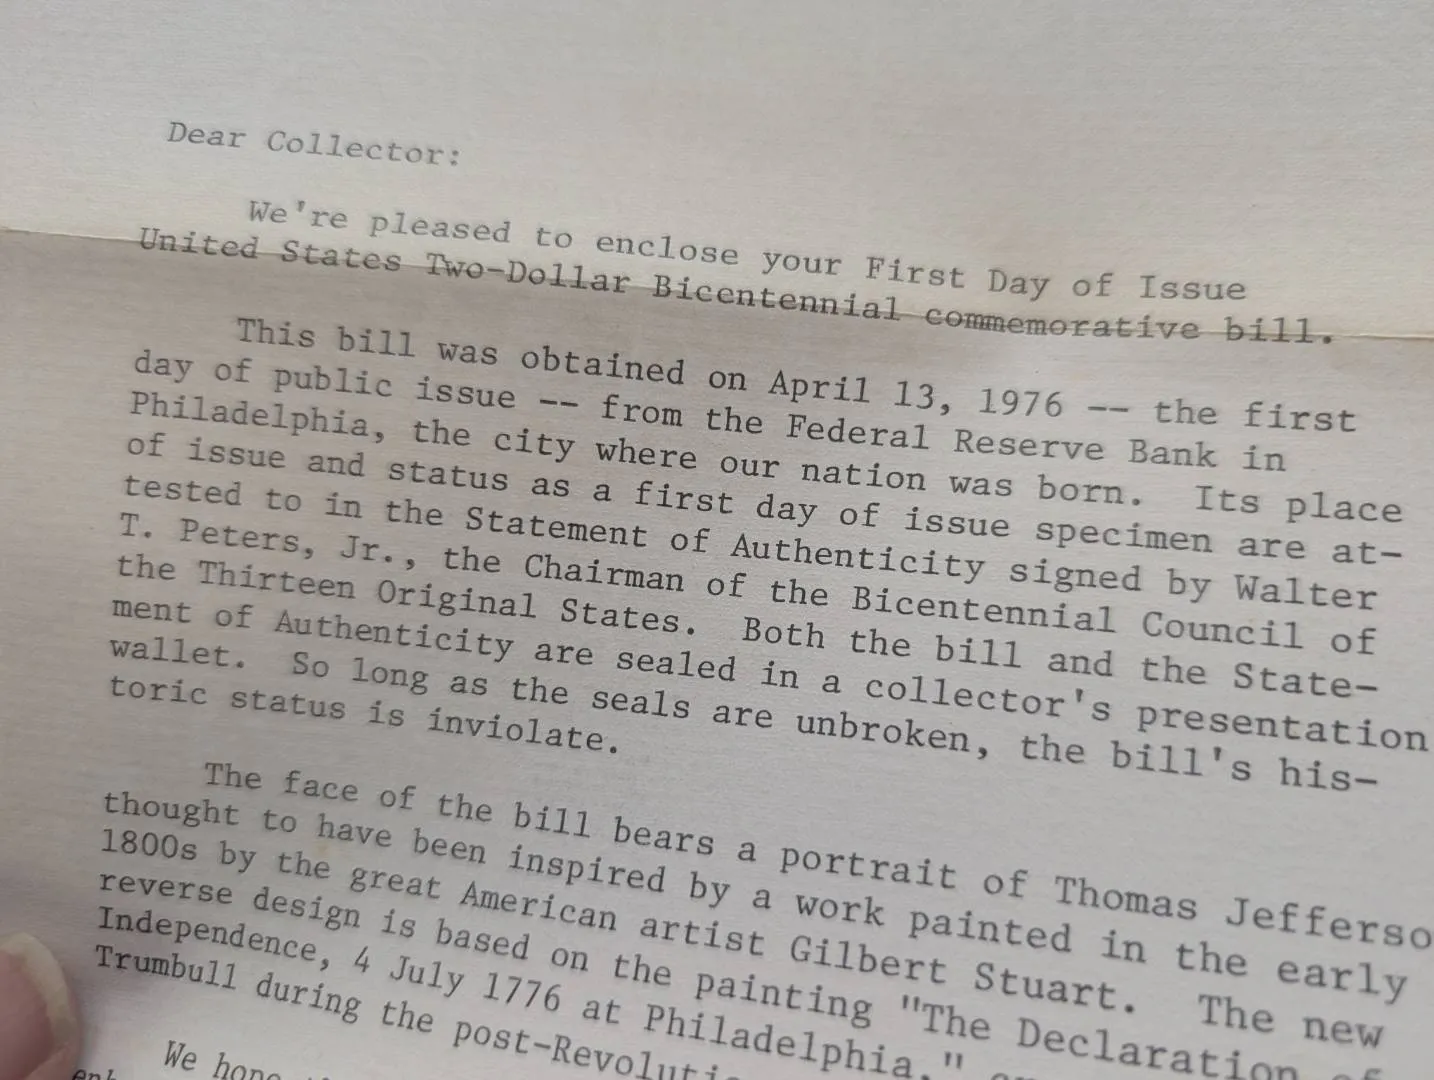 Dear Collector:
We're pleased to enclose your First Day of Issue
United States Two-Dollar Bicentennial commemorative bill.
This bill was obtained on April 13, 1976 -- the first
day of public issue -- from the Federal Reserve Bank in
Philadelphia, the city where our nation was born. Its place
of issue and status as a first day of issue specimen are at-
tested to in the Statement of Authenticity signed by Walter
T. Peters, Jr., the Chairman of the Bicentennial Council of
the Thirteen Original States. Both the bill and the State-
ment of Authenticity are sealed in a collector's presentation
wallet. So long as the seals are unbroken, the bill's his-
toric status is inviolate.
The face of the bill bears a portrait of Thomas Jefferso
thought to have been inspired by a work painted in the early
1800s by the great American artist Gilbert Stuart. The new
reverse design is based on the painting "The Declaration of
Independence, 4 July 1776 at Philadelphia,"
Trumbull during the post-Revoluti
We hope